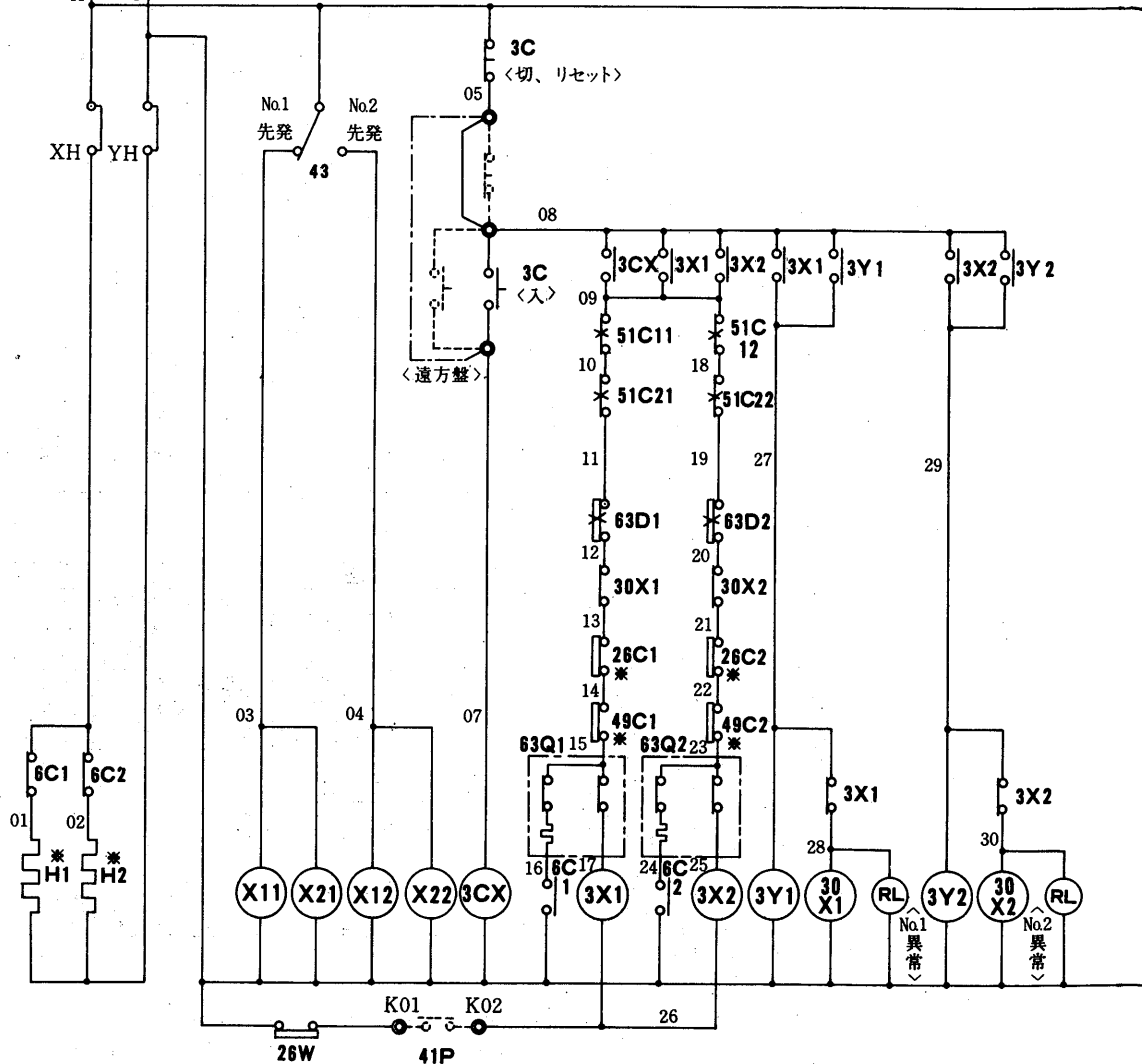 3C
〈切、リセット〉
05
No.1
先発
No.2
先発
43
XH
YH
08
3C
〈入〉
〈遠方盤〉
3CX
3X1
3X2
3X1
3Y1
3X2
3Y2
09
51C11
51C
12
10
18
51C21
51C22
11
19
27
29
63D1
63D2
12
20
30X1
30X2
13
21
26C1
※
26C2
※
14
22
03
04
07
49C1
※
49C2
※
15
23
63Q1
63Q2
6C1
6C2
3X1
3X2
01
02
※
H1
※
H2
28
30
16
6C
1
17
24
6C
2
25
X11
X21
X12
X22
3CX
3X1
3X2
3Y1
30
X1
RL
3Y2
30
X2
RL
〈No.1異常〉
〈No.2異常〉
K01
K02
26
26W
41P